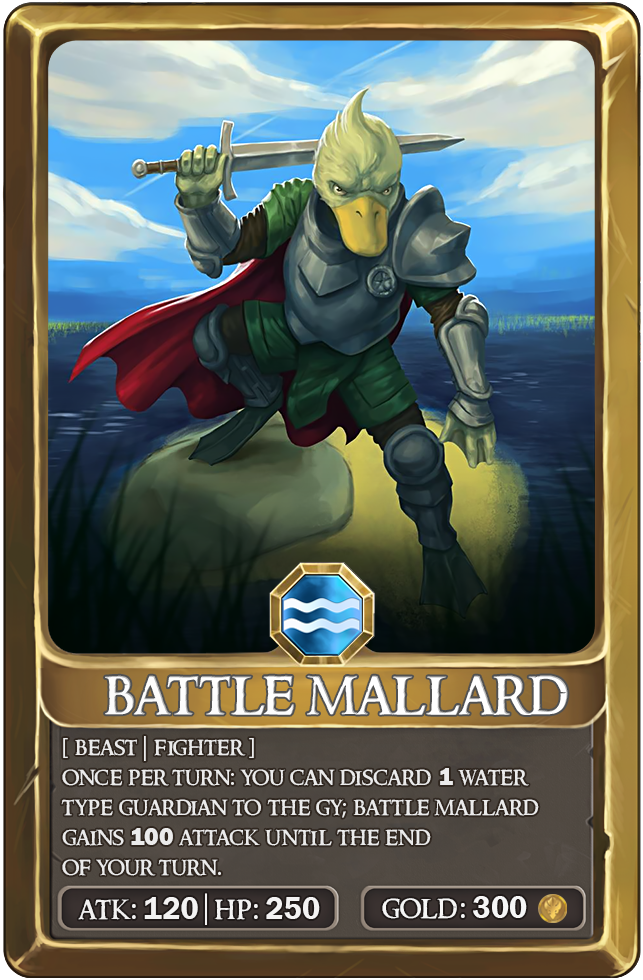 BATTLE MALLARD
[ BEAST | FIGHTER ]
ONCE PER TURN: YOU CAN DISCARD 1 WATER
TYPE GUARDIAN TO THE GY; BATTLE MALLARD
GAINS 100 ATTACK UNTIL THE END
OF YOUR TURN.
ATK: 120 | HP: 250
GOLD: 300